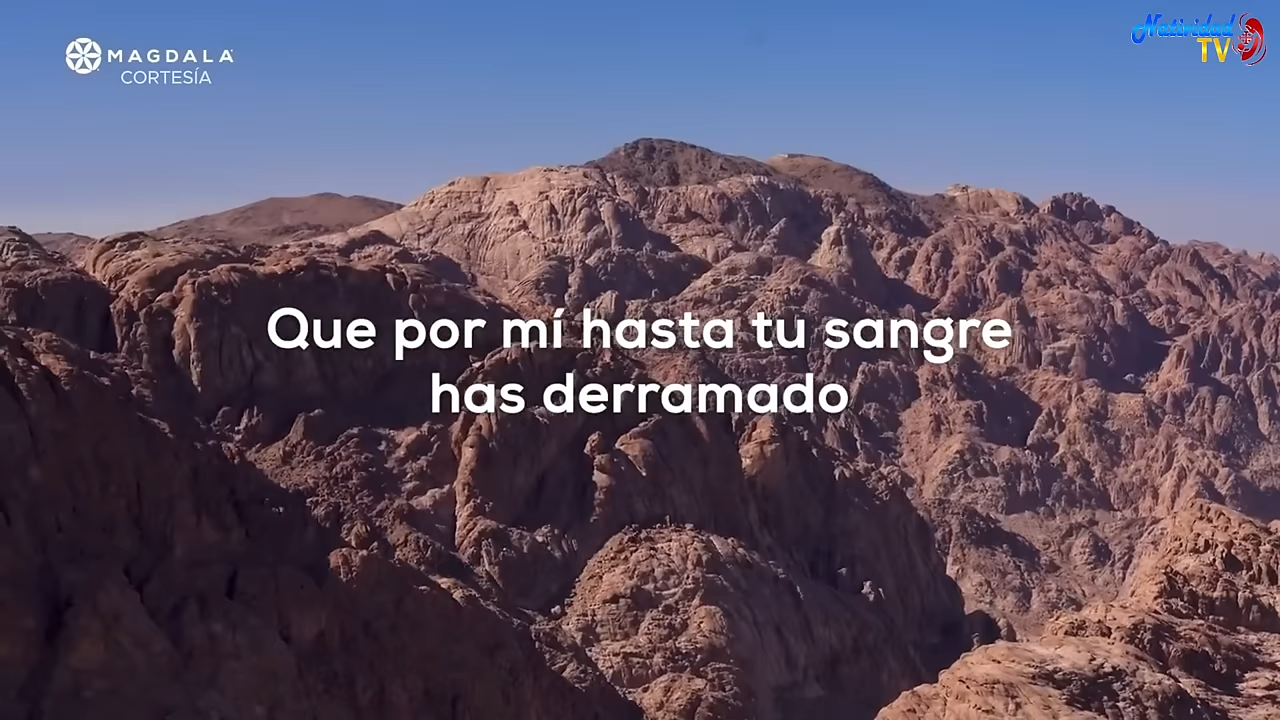 MAGDALA
CORTESÍA
Natividad
TV
Que por mí hasta tu sangre
has derramado